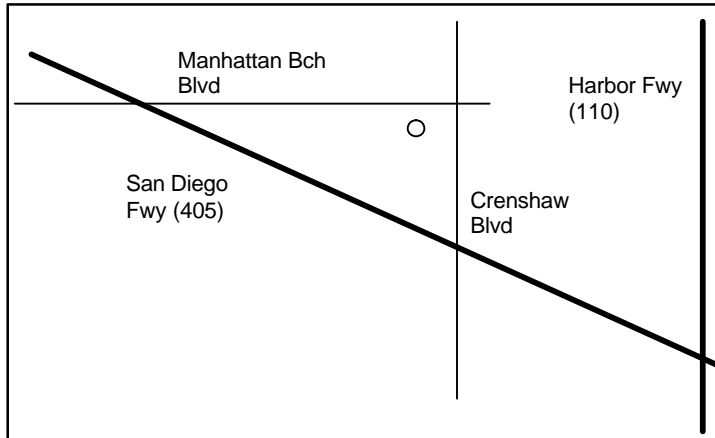 Manhattan Bch
Blvd
Harbor Fwy
(110)
San Diego
Fwy (405)
Crenshaw
Blvd